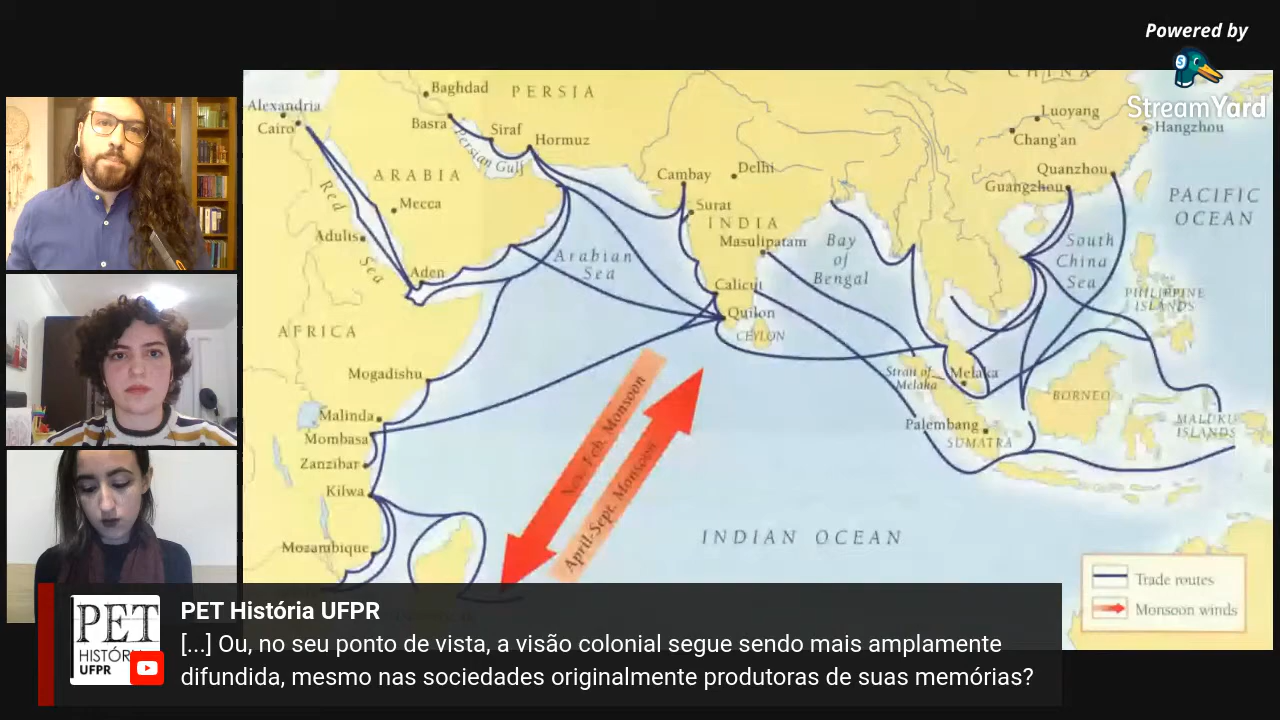 Powered by
StreamYard
CHINA
Alexandria
Cairo
Baghdad
PERSIA
Basra
Siraf
Hormuz
Persian Gulf
Luoyang
Chang'an
Hangzhou
Quanzhou
Guangzhou
ARABIA
Red
Sea
Mecca
Adulis
Aden
Cambay
Delhi
Surat
INDIA
Masulipatam
Bay
of
Bengal
PACIFIC
OCEAN
South
China
Sea
Arabian
Sea
Calicut
Quilon
CEYLON
PHILIPPINE
ISLANDS
AFRICA
Mogadishu
Malinda
Mombasa
Zanzibar
Kilwa
Mozambique
Strait of
Melaka
Melaka
BORNEO
Palembang
SUMATRA
MALUKU
ISLANDS
Nov.-Feb. Monsoon
April-Sept. Monsoon
INDIAN OCEAN
Trade routes
Monsoon winds
PET
HISTÓRIA
UFPR
PET História UFPR
[...] Ou, no seu ponto de vista, a visão colonial segue sendo mais amplamente
difundida, mesmo nas sociedades originalmente produtoras de suas memórias?